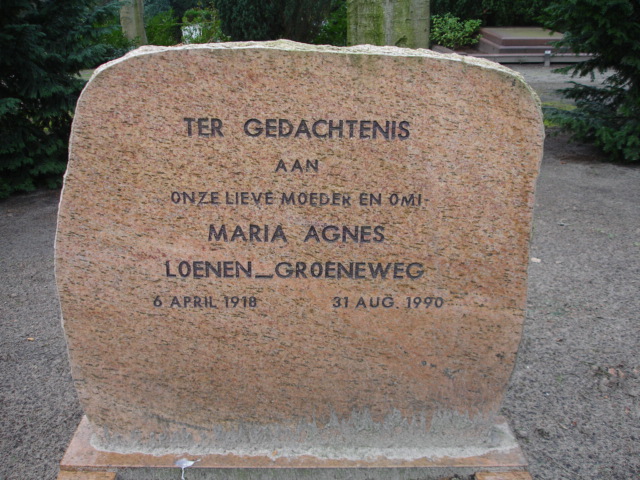 TER GEDACHTENIS
AAN
ONZE LIEVE MOEDER EN OMI
MARIA AGNES
LOENEN_GROENEWEG
6 APRIL 1918 31 AUG. 1990